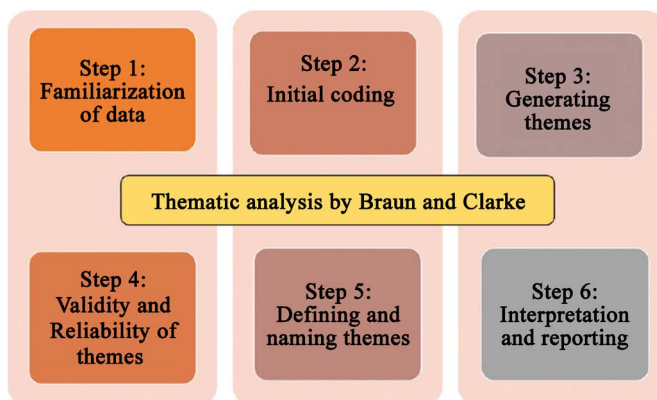 Step 1:
Familiarization
of data
Step 2:
Initial coding
Step 3:
Generating
themes
Thematic analysis by Braun and Clarke
Step 4:
Validity and
Reliability of
themes
Step 5:
Defining and
naming themes
Step 6:
Interpretation
and reporting